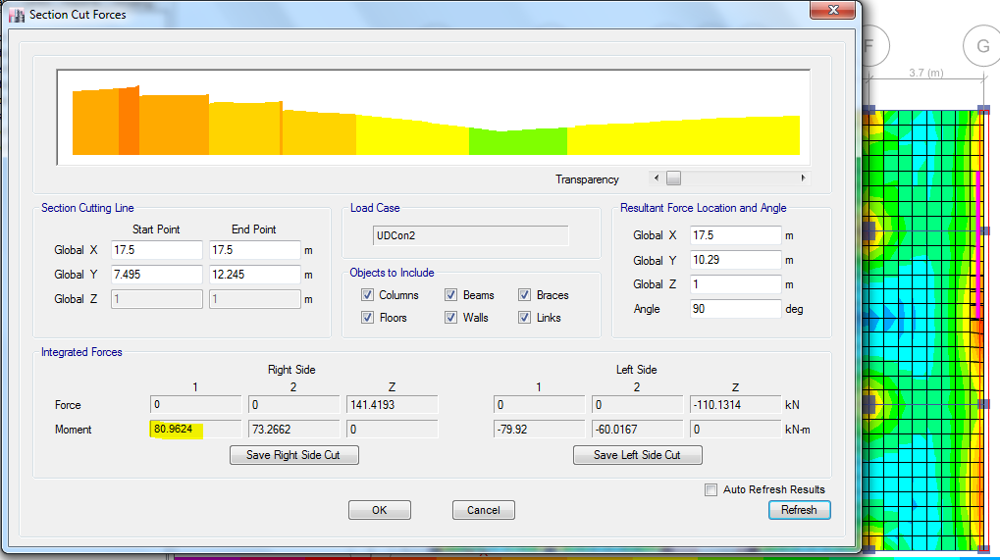 Section Cut Forces
F
G
3.7 (m)
Transparency
Section Cutting Line
Start Point End Point
Global X 17.5 17.5 m
Global Y 7.495 12.245 m
Global Z 1 1 m
Load Case
UDCon2
Objects to Include
Columns Beams Braces
Floors Walls Links
Resultant Force Location and Angle
Global X 17.5 m
Global Y 10.29 m
Global Z 1 m
Angle 90 deg
Integrated Forces
Right Side Left Side
1 2 Z 1 2 Z
Force 0 0 141.4193 0 0 -110.1314 kN
Moment 80.9624 73.2662 0 -79.92 -60.0167 0 kN-m
Save Right Side Cut Save Left Side Cut
Auto Refresh Results
OK Cancel Refresh